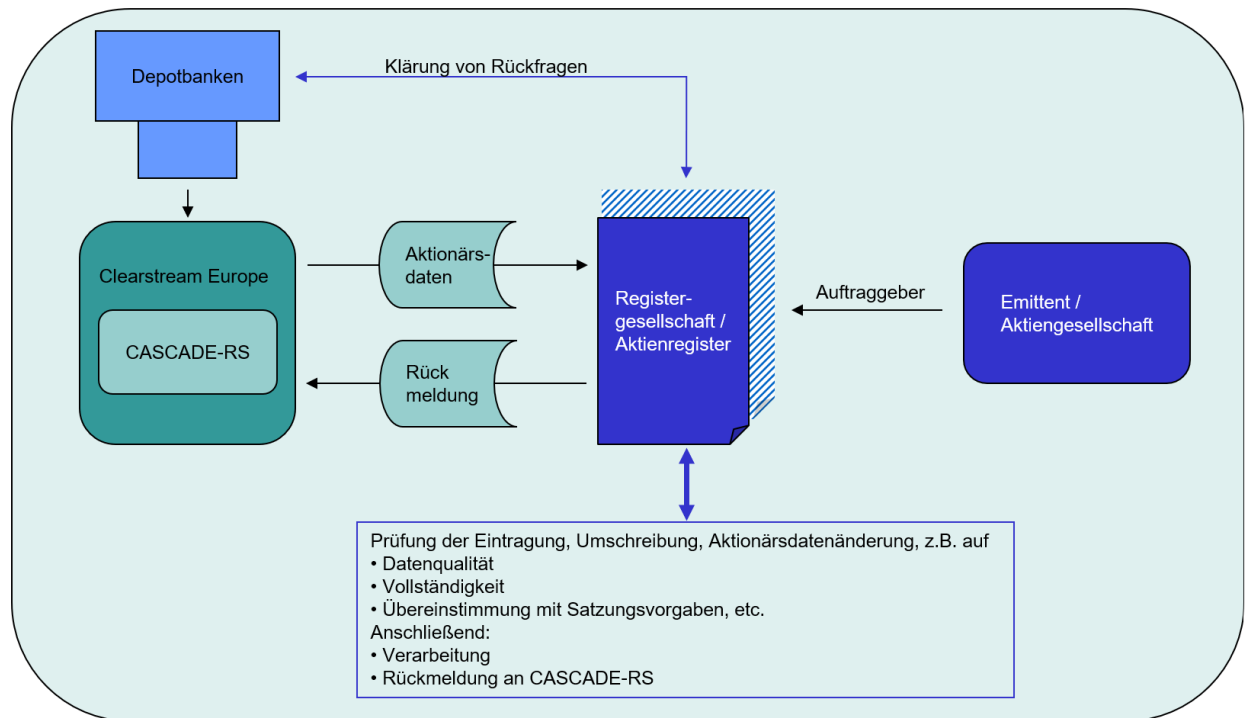 Depotbanken
Klärung von Rückfragen
Clearstream Europe
CASCADE-RS
Aktionärs-
daten
Rück
meldung
Register-
gesellschaft /
Aktienregister
Auftraggeber
Emittent /
Aktiengesellschaft
Prüfung der Eintragung, Umschreibung, Aktionärsdatenänderung, z.B. auf
• Datenqualität
• Vollständigkeit
• Übereinstimmung mit Satzungsvorgaben, etc.
Anschließend:
• Verarbeitung
• Rückmeldung an CASCADE-RS